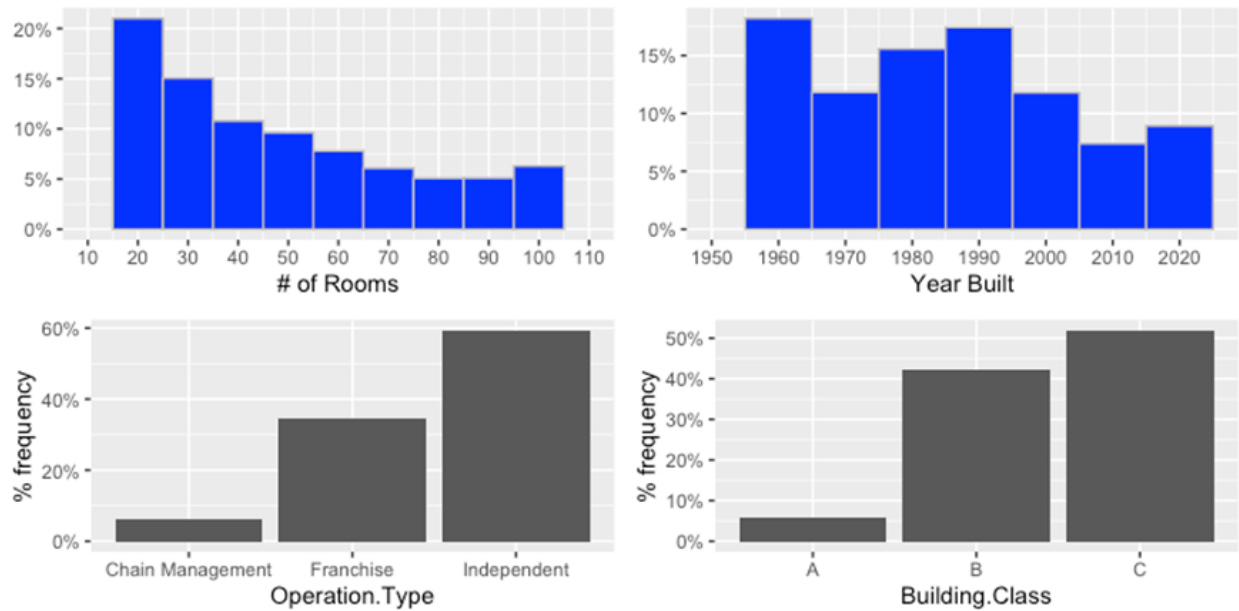 20%
15%
10%
5%
0%
10 20 30 40 50 60 70 80 90 100 110
# of Rooms
15%
10%
5%
0%
1950 1960 1970 1980 1990 2000 2010 2020
Year Built
% frequency
60%
40%
20%
0%
Chain Management Franchise Independent
Operation.Type
% frequency
50%
40%
30%
20%
10%
0%
A B C
Building.Class